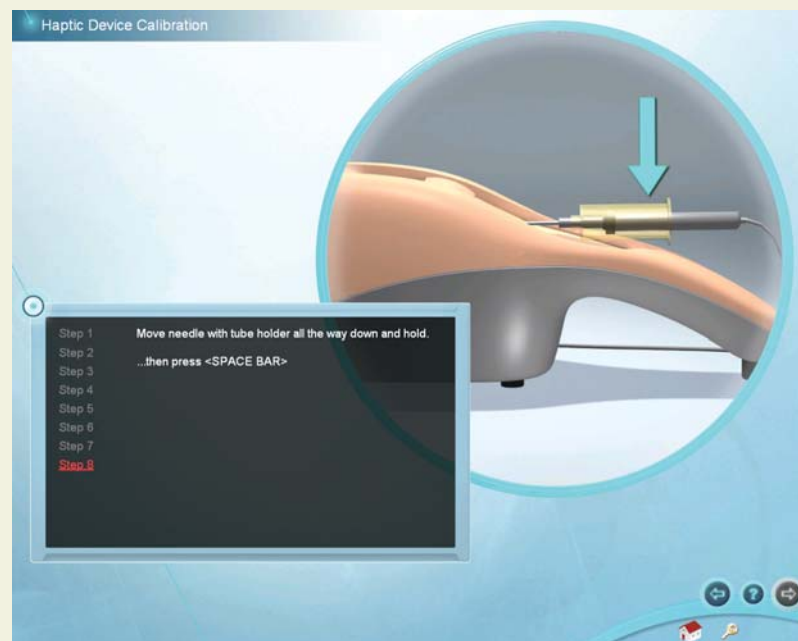 Haptic Device Calibration
Step 1
Step 2
Step 3
Step 4
Step 5
Step 6
Step 7
Step 8
Move needle with tube holder all the way down and hold.
...then press <SPACE BAR>
?